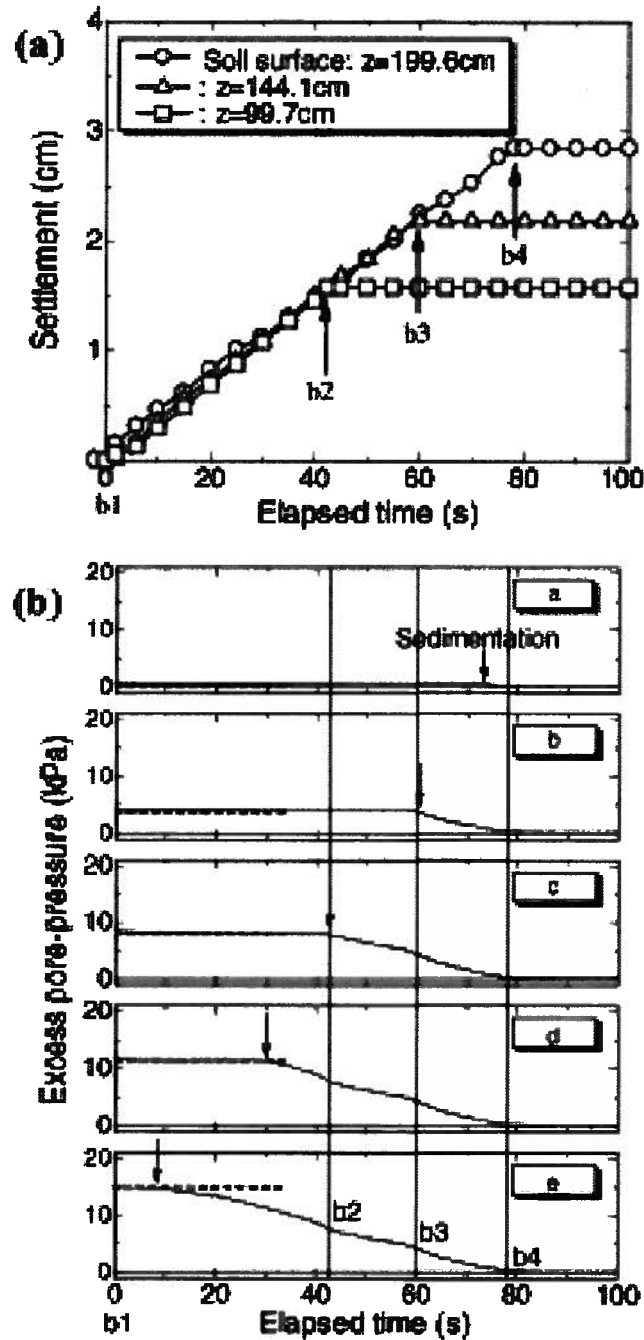 (a)
4
3
2
1
0
Settlement (cm)
Soil surface: z=199.6cm
: z=144.1cm
: z=99.7cm
b2
b3
b4
0 20 40 60 80 100
b1
Elapsed time (s)
(b)
Excess pore-pressure (kPa)
20
10
0
a
Sedimentation
20
10
0
b
20
10
0
c
20
10
0
d
20
10
0
e
b2
b3
b4
0 20 40 60 80 100
b1
Elapsed time (s)